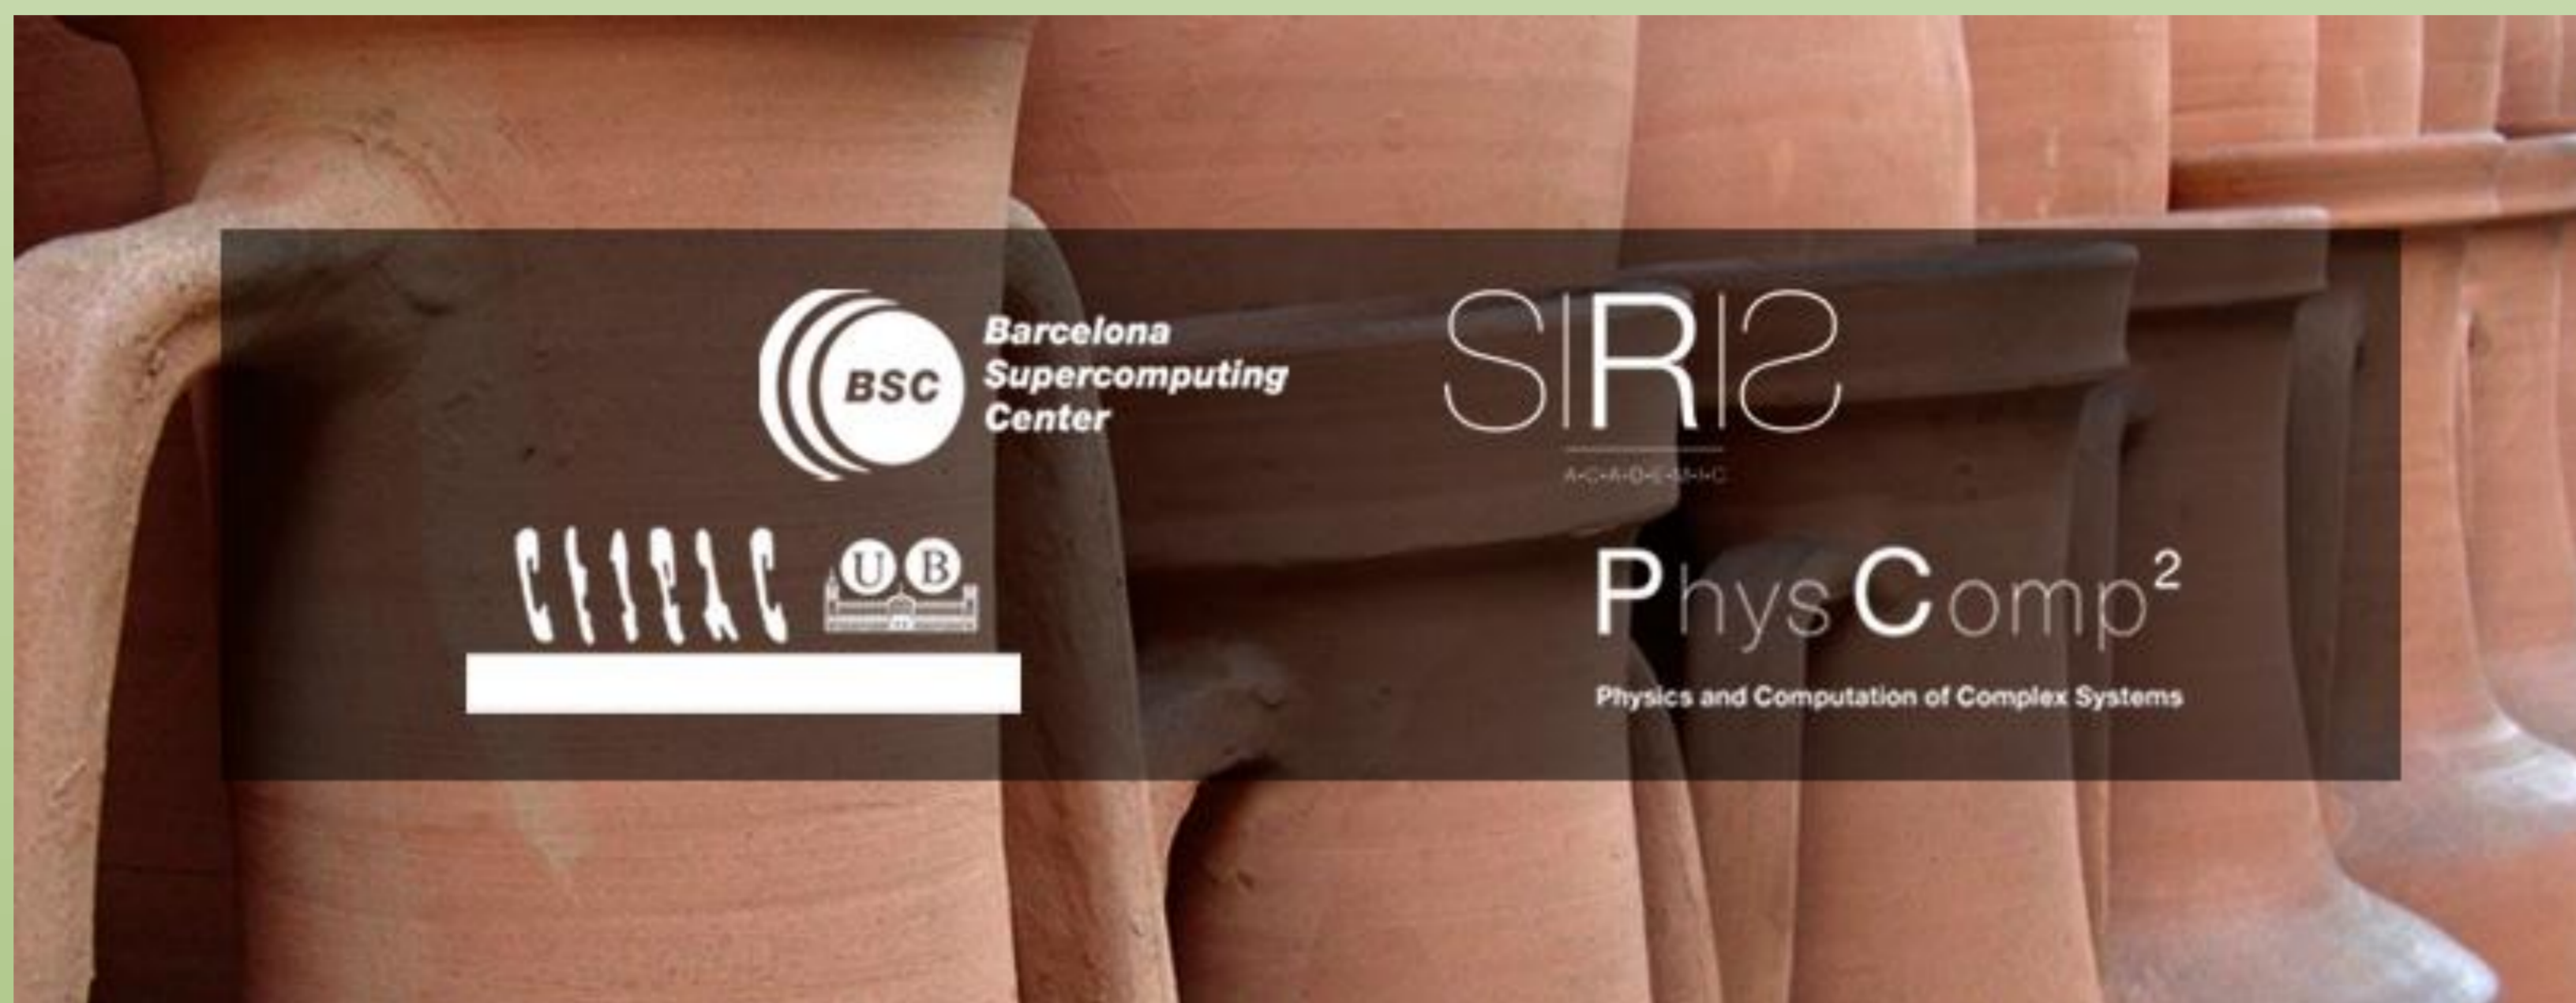 BSC
Barcelona
Supercomputing
Center
SIRIS
A·C·A·D·E·M·I·C
CEIPAC
UB
PhysComp²
Physics and Computation of Complex Systems